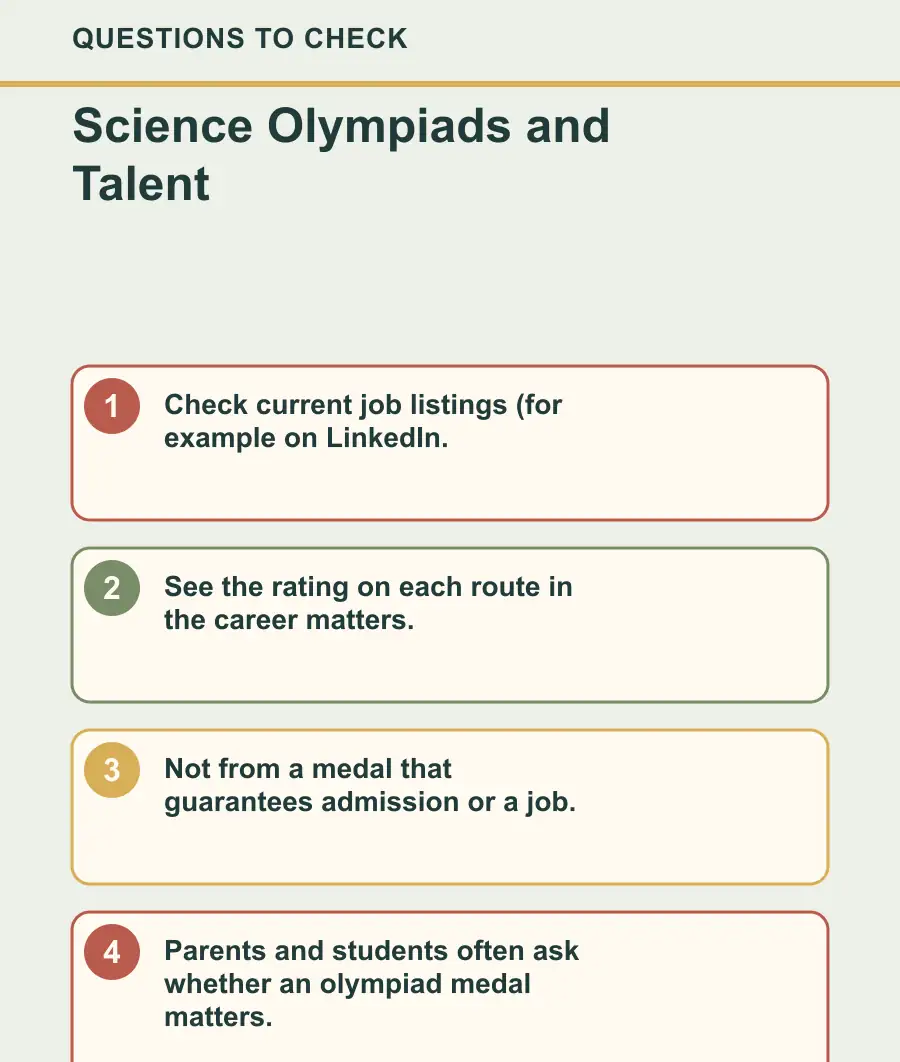 QUESTIONS TO CHECK
Science Olympiads and
Talent
1
Check current job listings (for
example on LinkedIn.
2
See the rating on each route in
the career matters.
3
Not from a medal that
guarantees admission or a job.
4
Parents and students often ask
whether an olympiad medal
matters.